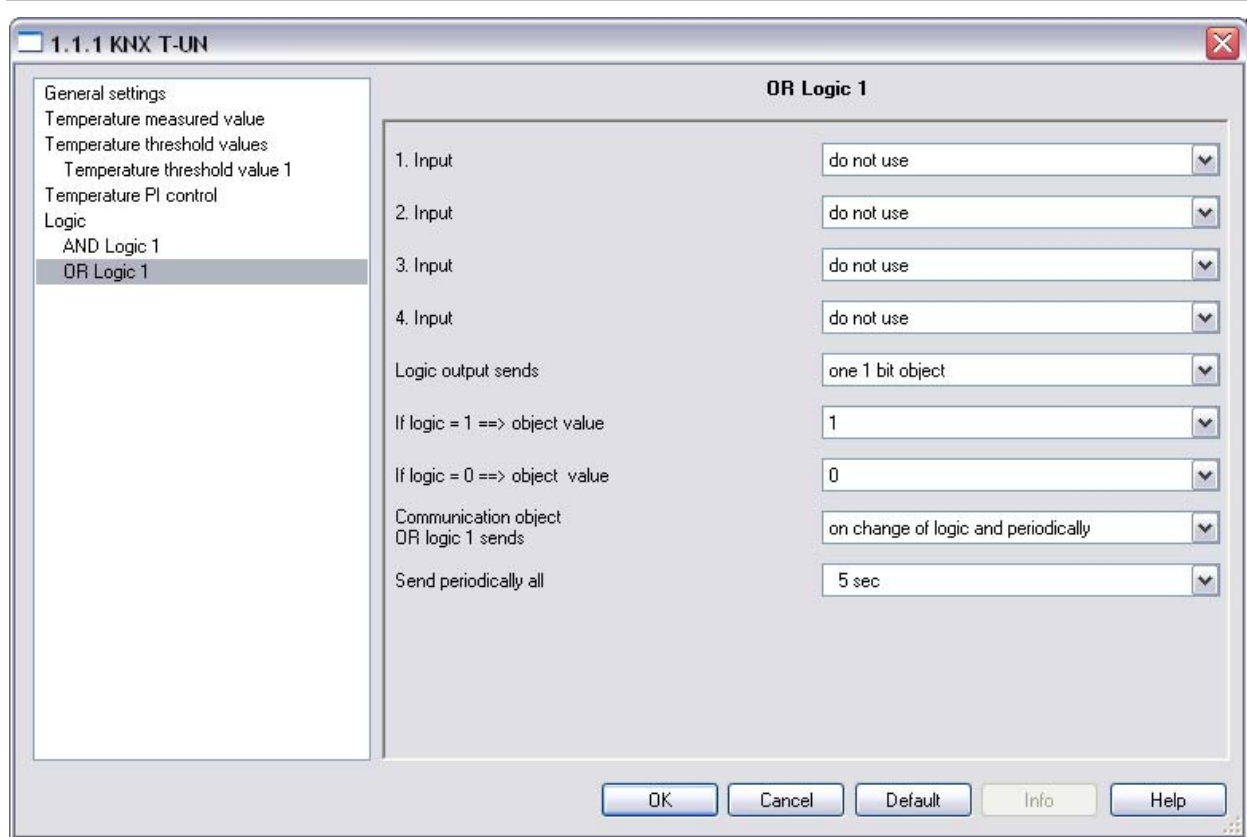 1.1.1 KNX T-UN
General settings
Temperature measured value
Temperature threshold values
Temperature threshold value 1
Temperature PI control
Logic
AND Logic 1
OR Logic 1
OR Logic 1
1. Input do not use
2. Input do not use
3. Input do not use
4. Input do not use
Logic output sends one 1 bit object
If logic = 1 ==> object value 1
If logic = 0 ==> object value 0
Communication object
OR logic 1 sends on change of logic and periodically
Send periodically all 5 sec
OK Cancel Default Info Help